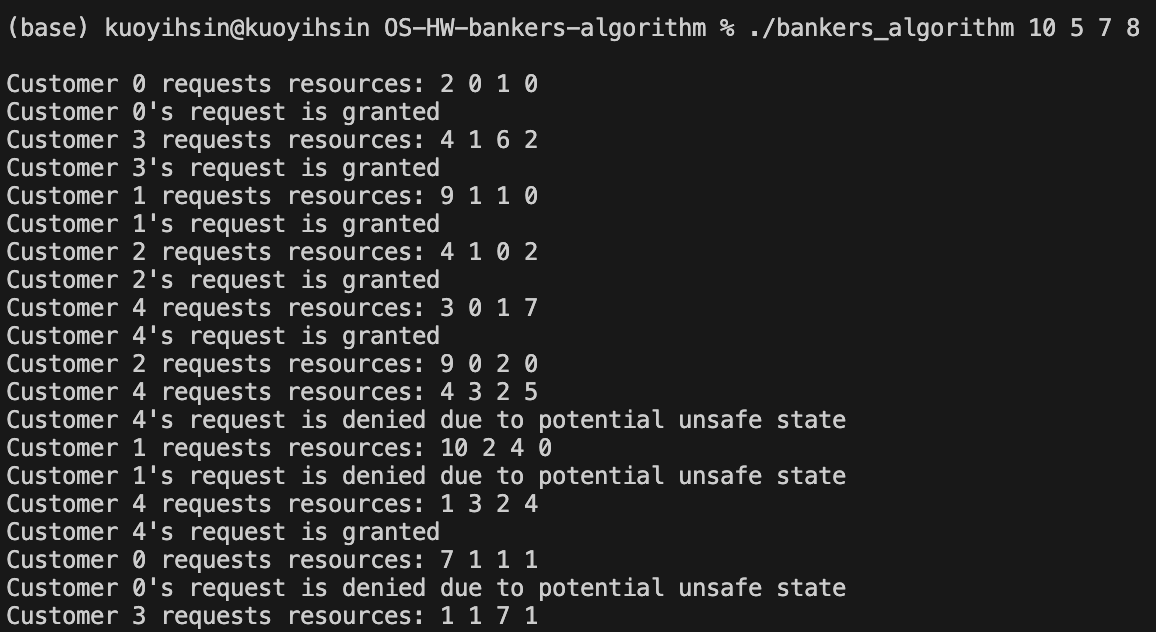 (base) kuoyihsin@kuoyihsin OS-HW-bankers-algorithm % ./bankers_algorithm 10 5 7 8
Customer 0 requests resources: 2 0 1 0
Customer 0's request is granted
Customer 3 requests resources: 4 1 6 2
Customer 3's request is granted
Customer 1 requests resources: 9 1 1 0
Customer 1's request is granted
Customer 2 requests resources: 4 1 0 2
Customer 2's request is granted
Customer 4 requests resources: 3 0 1 7
Customer 4's request is granted
Customer 2 requests resources: 9 0 2 0
Customer 4 requests resources: 4 3 2 5
Customer 4's request is denied due to potential unsafe state
Customer 1 requests resources: 10 2 4 0
Customer 1's request is denied due to potential unsafe state
Customer 4 requests resources: 1 3 2 4
Customer 4's request is granted
Customer 0 requests resources: 7 1 1 1
Customer 0's request is denied due to potential unsafe state
Customer 3 requests resources: 1 1 7 1